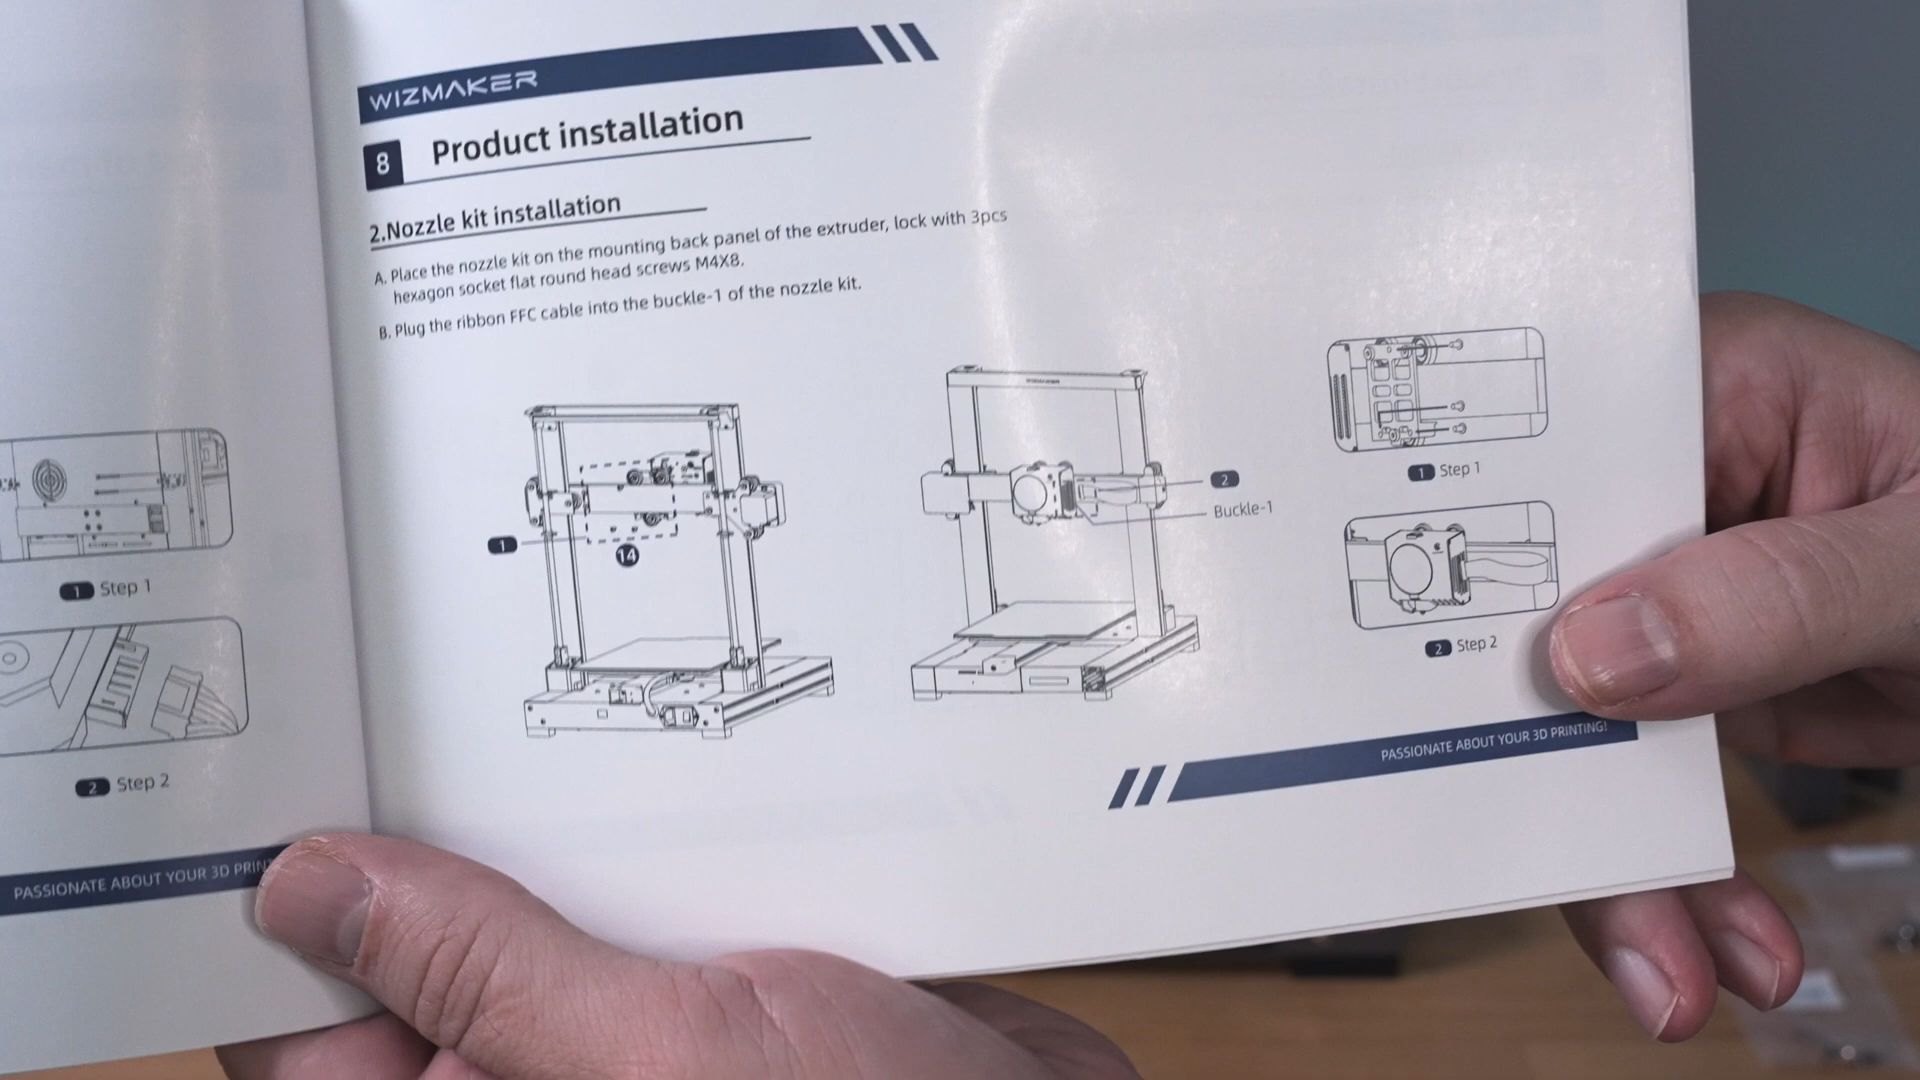 1 Step 1
2 Step 2
PASSIONATE ABOUT YOUR 3D
WIZMAKER
8 Product installation
2.Nozzle kit installation
A. Place the nozzle kit on the mounting back panel of the extruder, lock with 3pcs
hexagon socket flat round head screws M4X8.
B. Plug the ribbon FFC cable into the buckle-1 of the nozzle kit.
WIZMAKER
1
14
2
Buckle-1
1 Step 1
2 Step 2
PASSIONATE ABOUT YOUR 3D PRINTING!